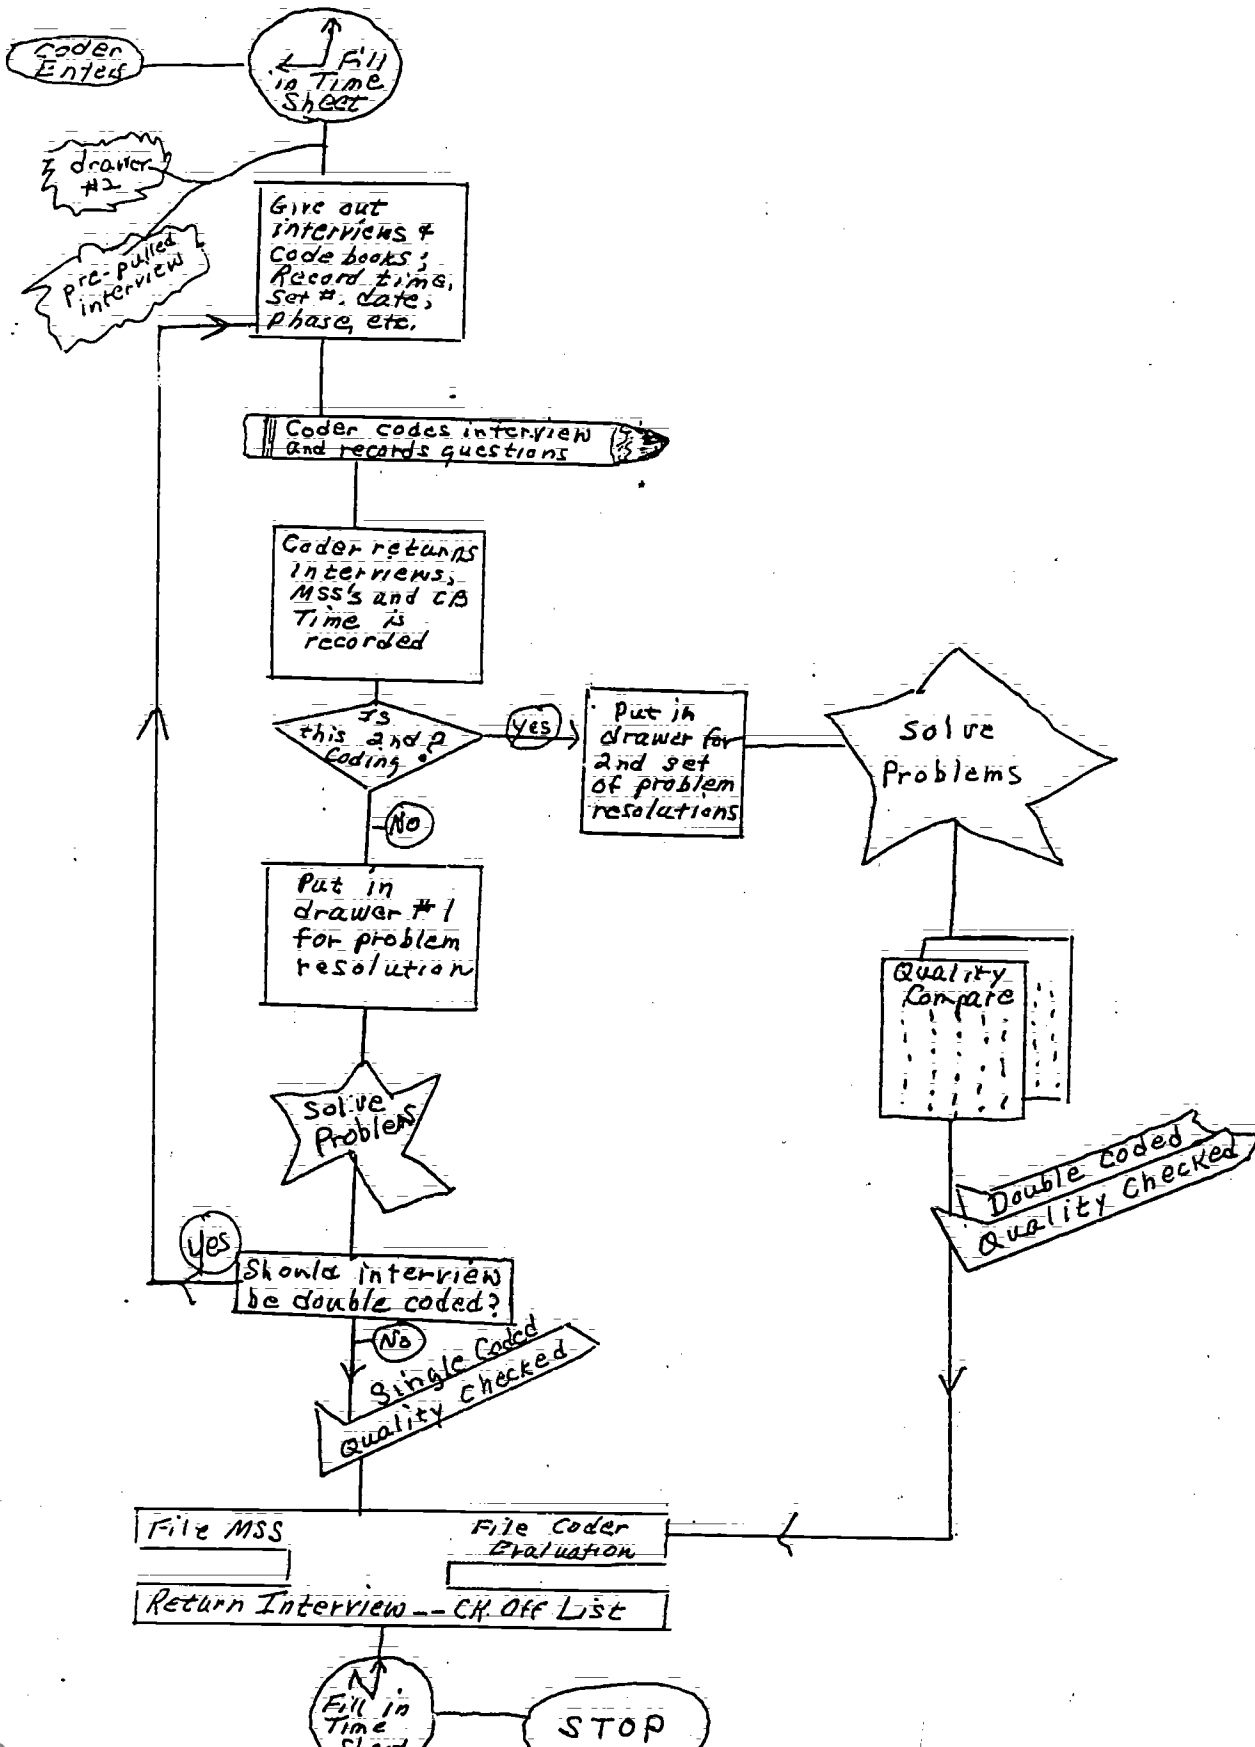 Coder
Enters
Fill
in Time
Sheet
drawer
#2
pre-pulled
interview
Give out
interviews &
Code books;
Record time,
set #, date,
phase, etc.
Coder codes interview
and records questions
Coder returns
Interviews,
MSS's and CB
Time is
recorded
Is
this 2nd
Coding?
Yes
Put in
drawer for
2nd set
of problem
resolutions
Solve
Problems
No
Put in
drawer #1
for problem
resolution
Quality
Compare
Solve
Problems
Double Coded
Quality Checked
Yes
Should interview
be double coded?
No
Single Coded
Quality Checked
File MSS
File Coder
Evaluation
Return Interview -- CK Off List
Fill in
Time
Sheet
STOP